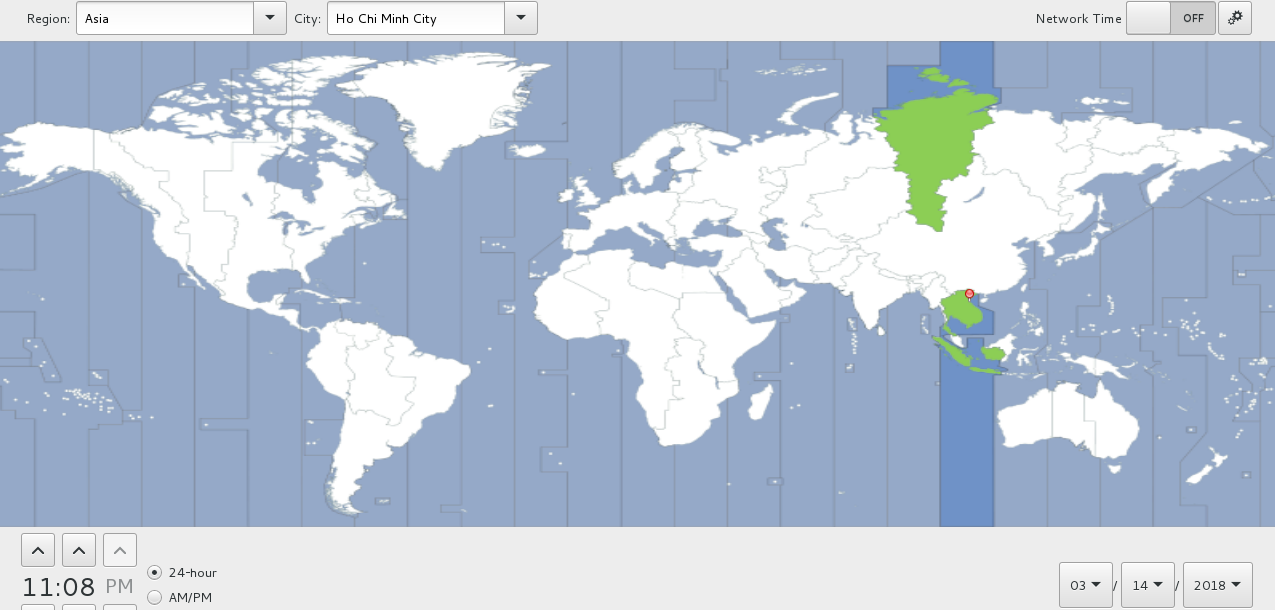 Region: Asia City: Ho Chi Minh City Network Time OFF
11:08 PM
24-hour
AM/PM
03 / 14 / 2018